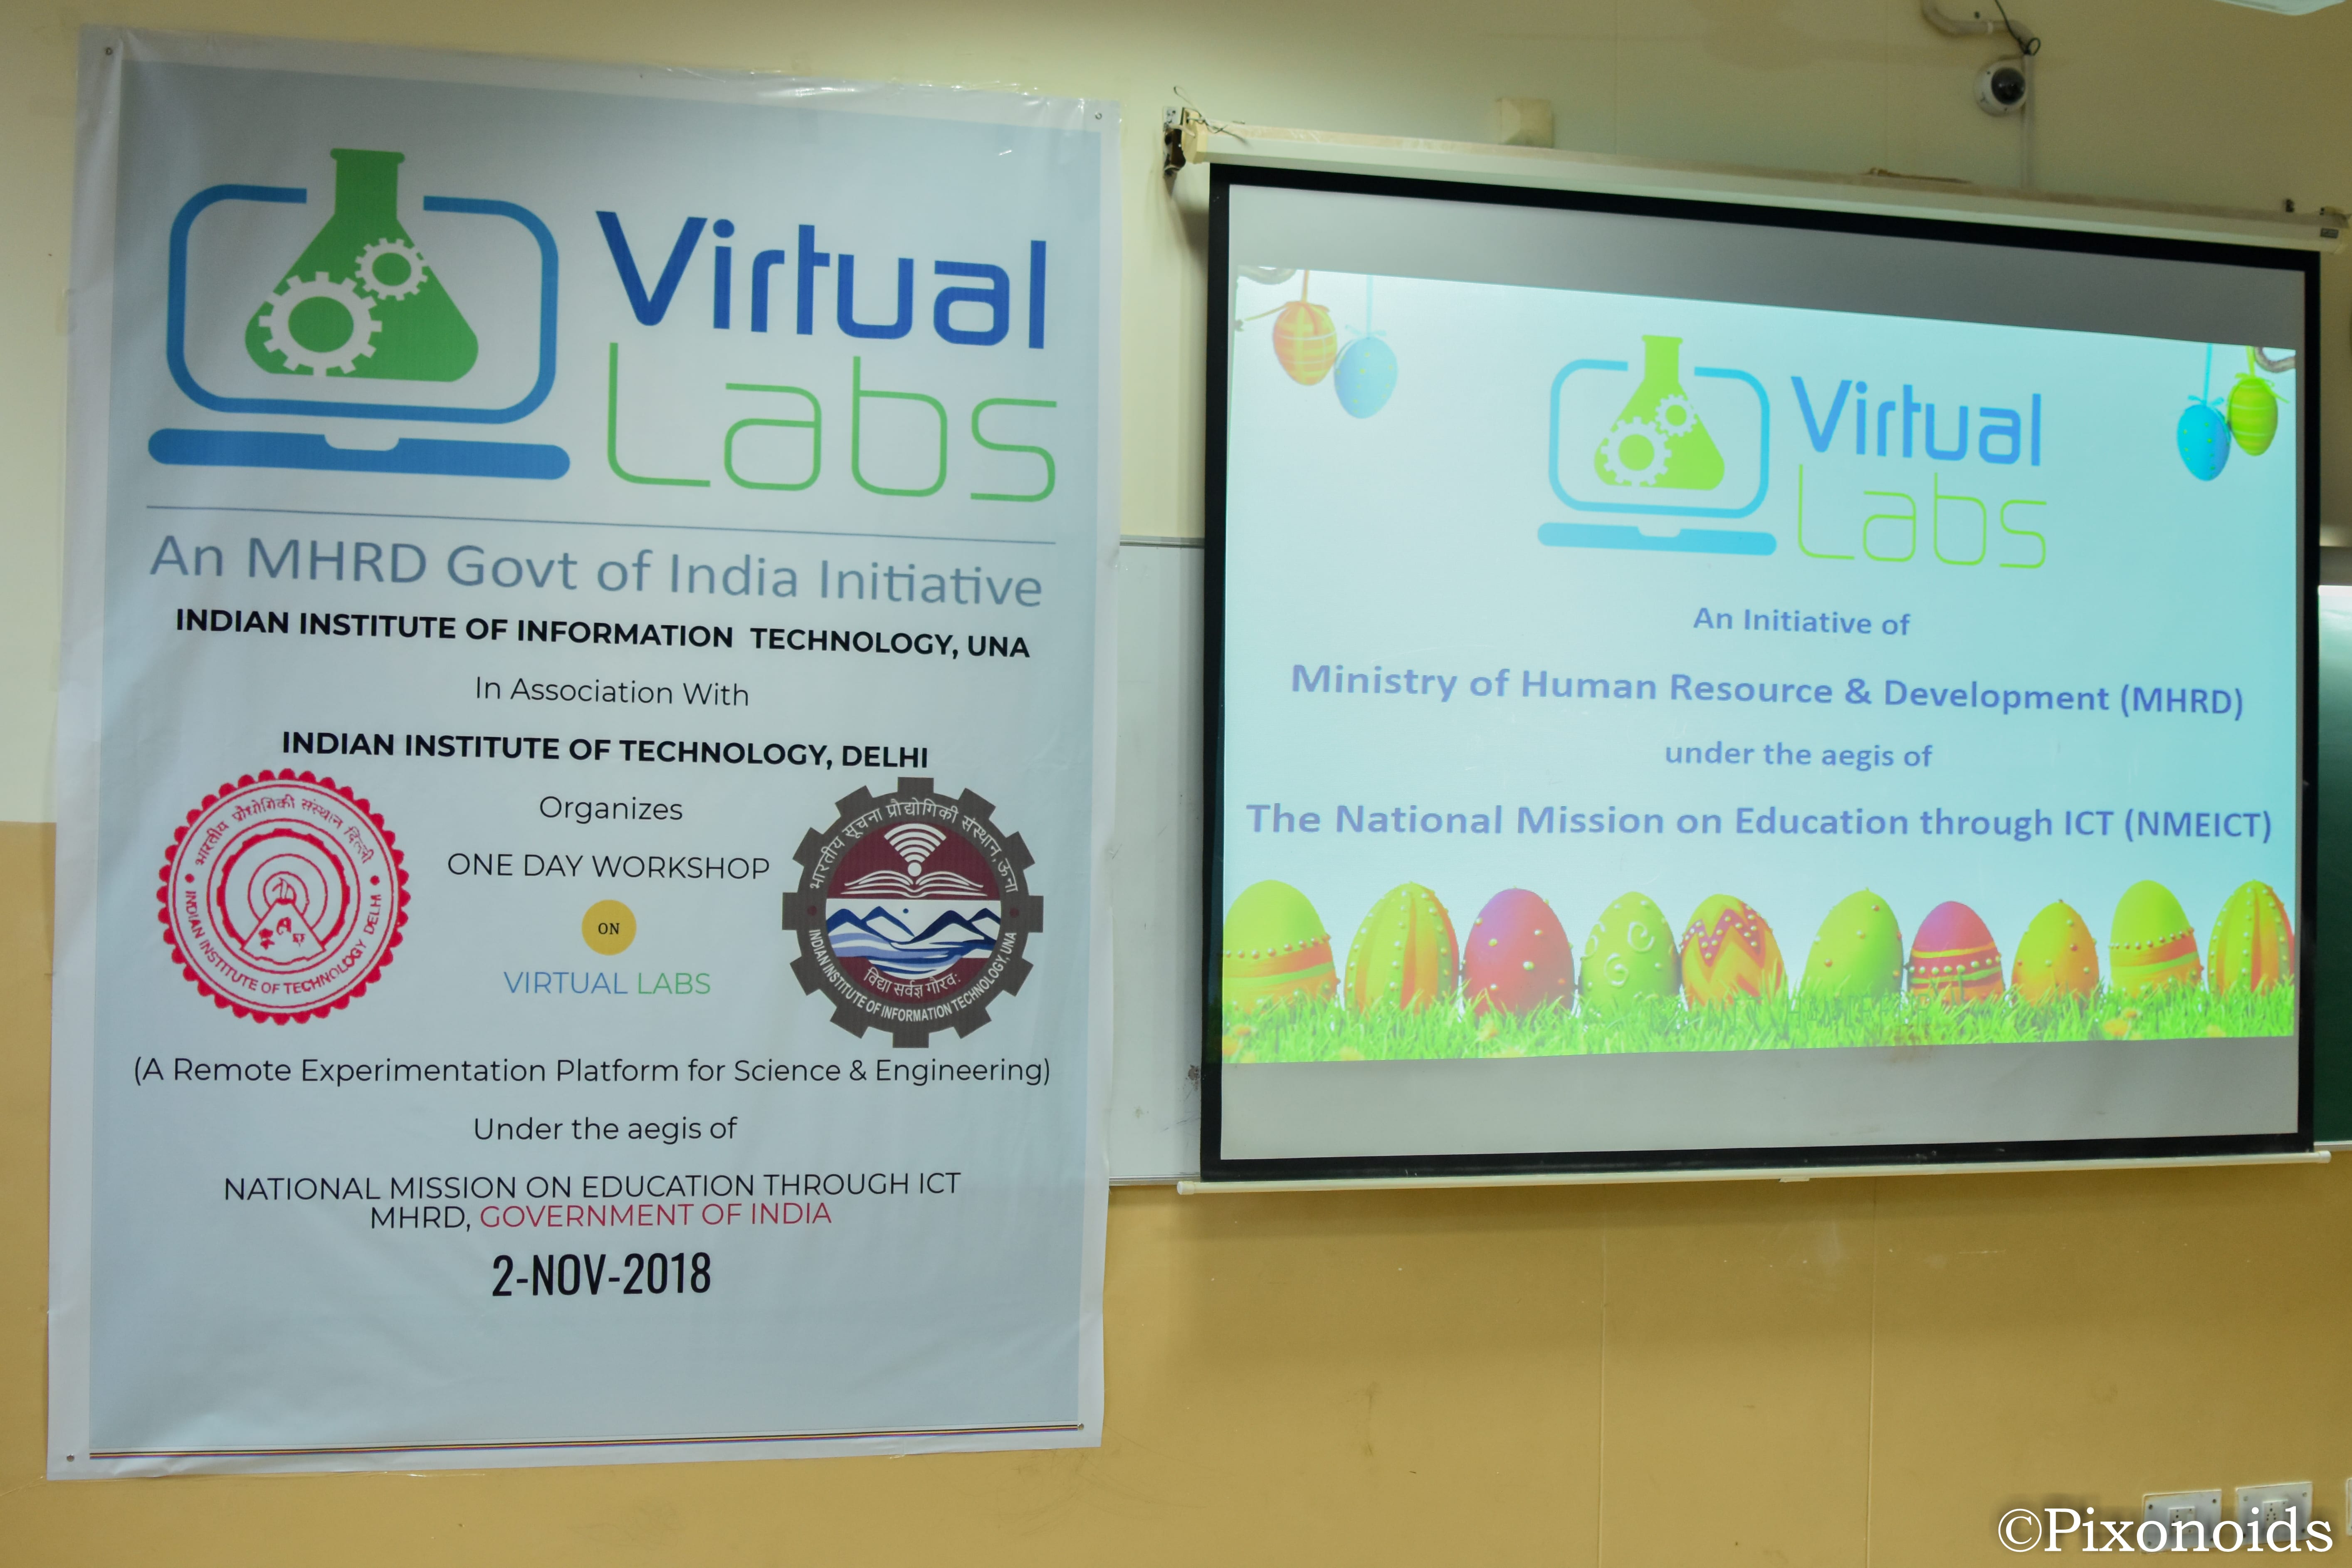 Virtual
Labs
An MHRD Govt of India Initiative
INDIAN INSTITUTE OF INFORMATION TECHNOLOGY, UNA
In Association With
INDIAN INSTITUTE OF TECHNOLOGY, DELHI
Organizes
ONE DAY WORKSHOP
ON
VIRTUAL LABS
भारतीय प्रौद्योगिकी संस्थान दिल्ली
INDIAN INSTITUTE OF TECHNOLOGY DELHI
भारतीय सूचना प्रौद्योगिकी संस्थान, ऊना
INDIAN INSTITUTE OF INFORMATION TECHNOLOGY, UNA
(A Remote Experimentation Platform for Science & Engineering)
Under the aegis of
NATIONAL MISSION ON EDUCATION THROUGH ICT
MHRD, GOVERNMENT OF INDIA
2-NOV-2018
Virtual
Labs
An Initiative of
Ministry of Human Resource & Development (MHRD)
under the aegis of
The National Mission on Education through ICT (NMEICT)
©Pixonoids